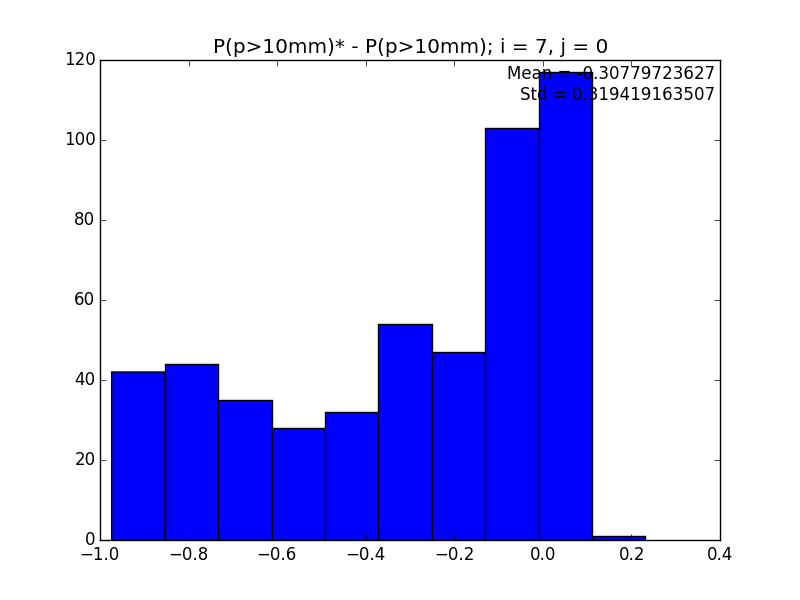 P(p>10mm)* - P(p>10mm); i = 7, j = 0
Mean = -0.30779723627
Std = 0.319419163507
120
100
80
60
40
20
0
−1.0 −0.8 −0.6 −0.4 −0.2 0.0 0.2 0.4